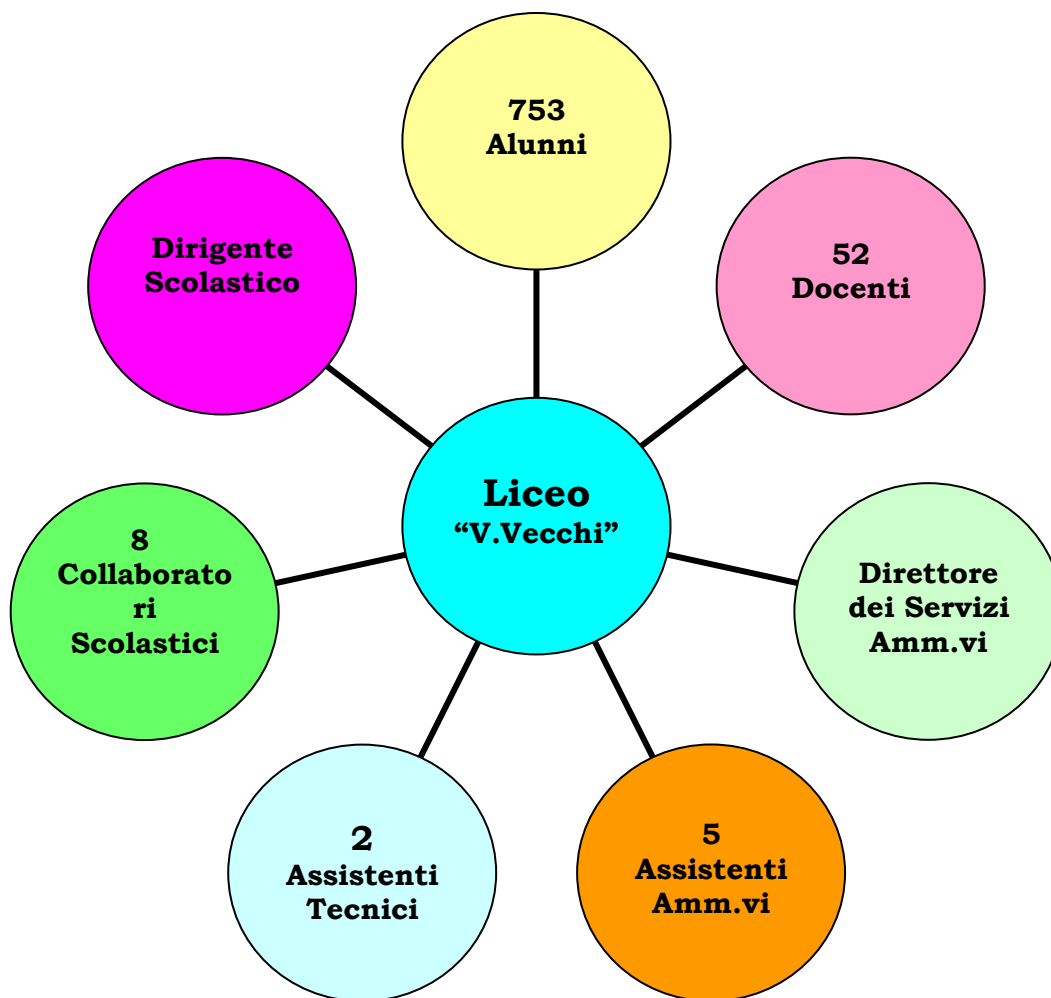 753
Alunni
Dirigente
Scolastico
52
Docenti
Liceo
“V.Vecchi”
8
Collaborato
ri
Scolastici
Direttore
dei Servizi
Amm.vi
2
Assistenti
Tecnici
5
Assistenti
Amm.vi